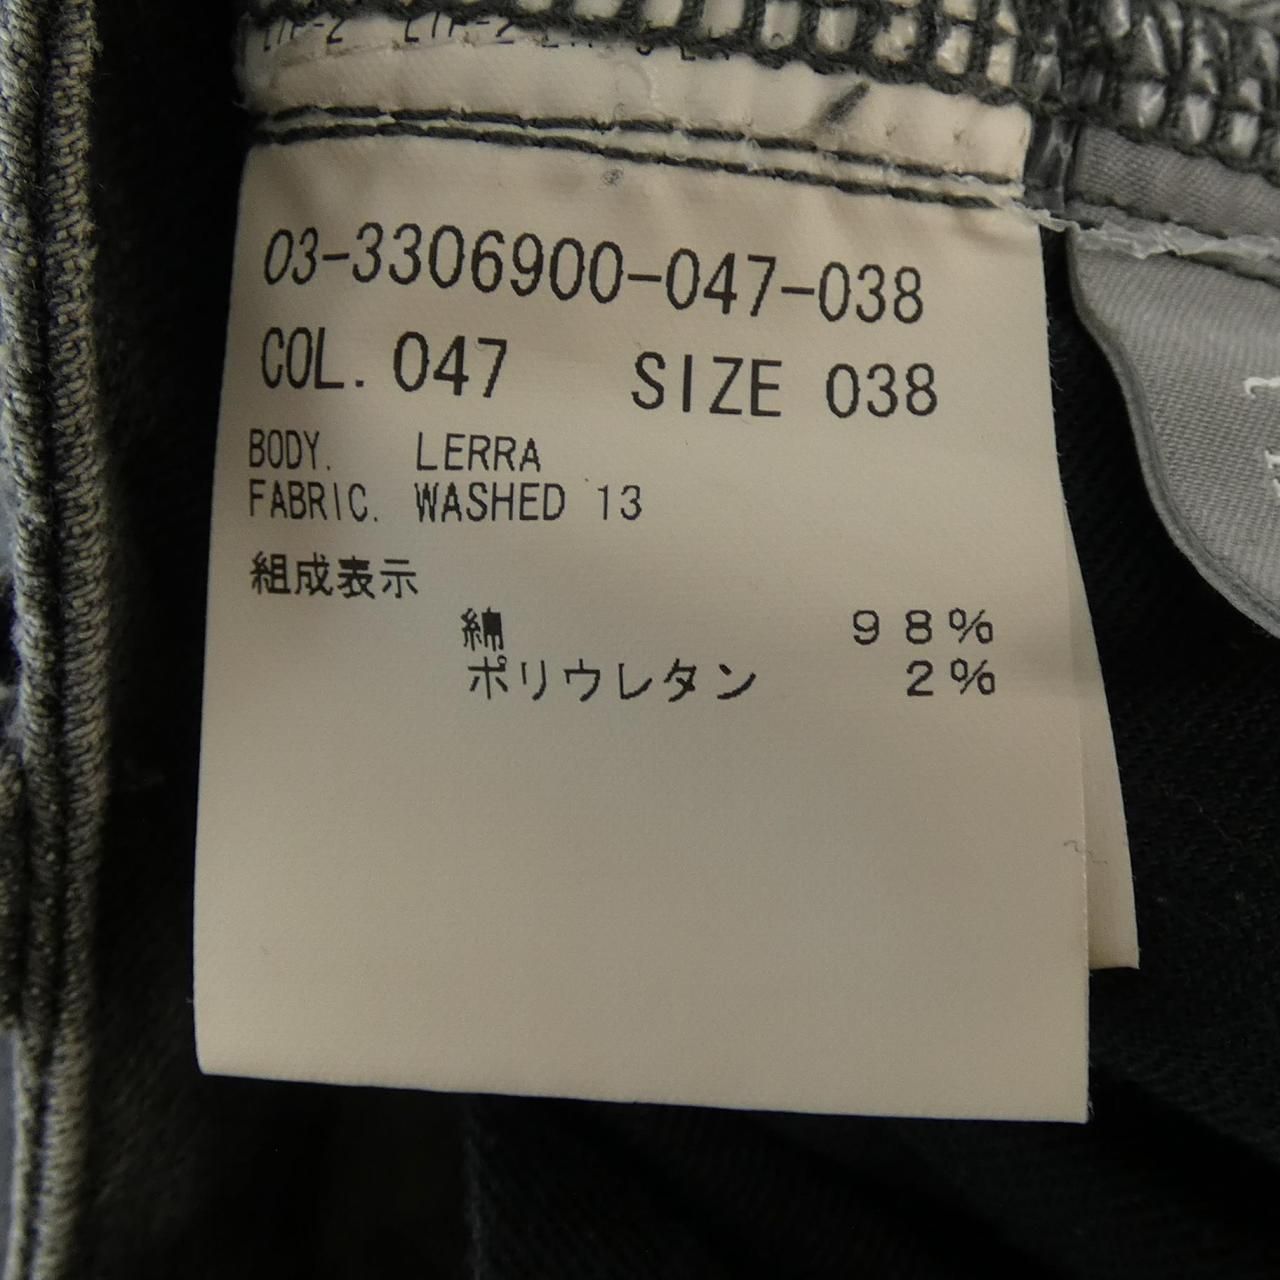 03-3306900-047-038
COL. 047 SIZE 038
BODY. LERRA
FABRIC. WASHED 13
組成表示
綿 98%
ポリウレタン 2%